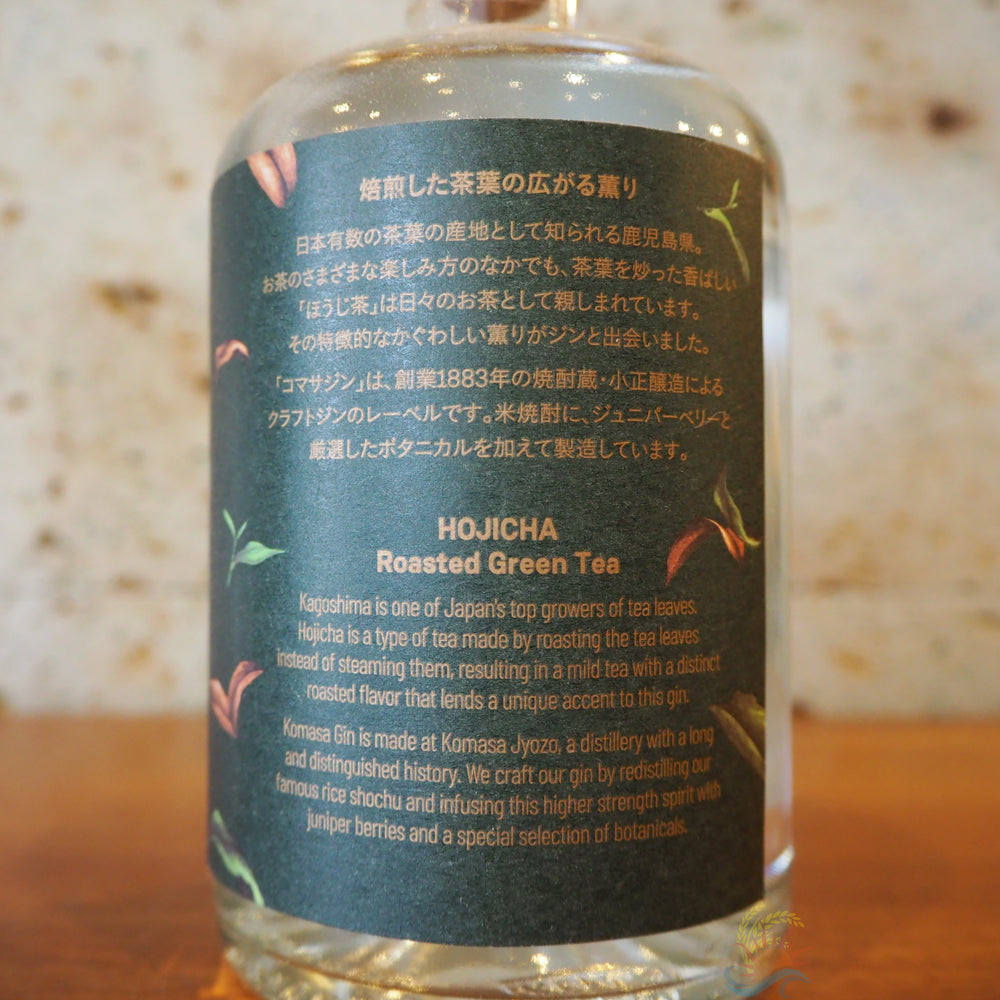 焙煎した茶葉の広がる薫り
日本有数の茶葉の産地として知られる鹿児島県。
お茶のさまざまな楽しみ方のなかでも、茶葉を炒った香ばしい
「ほうじ茶」は日々のお茶として親しまれています。
その特徴的なかぐわしい薫りがジンと出会いました。
「コマサジン」は、創業1883年の焼酎蔵・小正醸造による
クラフトジンのレーベルです。米焼酎に、ジュニパーベリーと
厳選したボタニカルを加えて製造しています。
HOJICHA
Roasted Green Tea
Kagoshima is one of Japan's top growers of tea leaves.
Hojicha is a type of tea made by roasting the tea leaves
instead of steaming them, resulting in a mild tea with a distinct
roasted flavor that lends a unique accent to this gin.
Komasa Gin is made at Komasa Jyozo, a distillery with a long
and distinguished history. We craft our gin by redistilling our
famous rice shochu and infusing this higher strength spirit with
juniper berries and a special selection of botanicals.